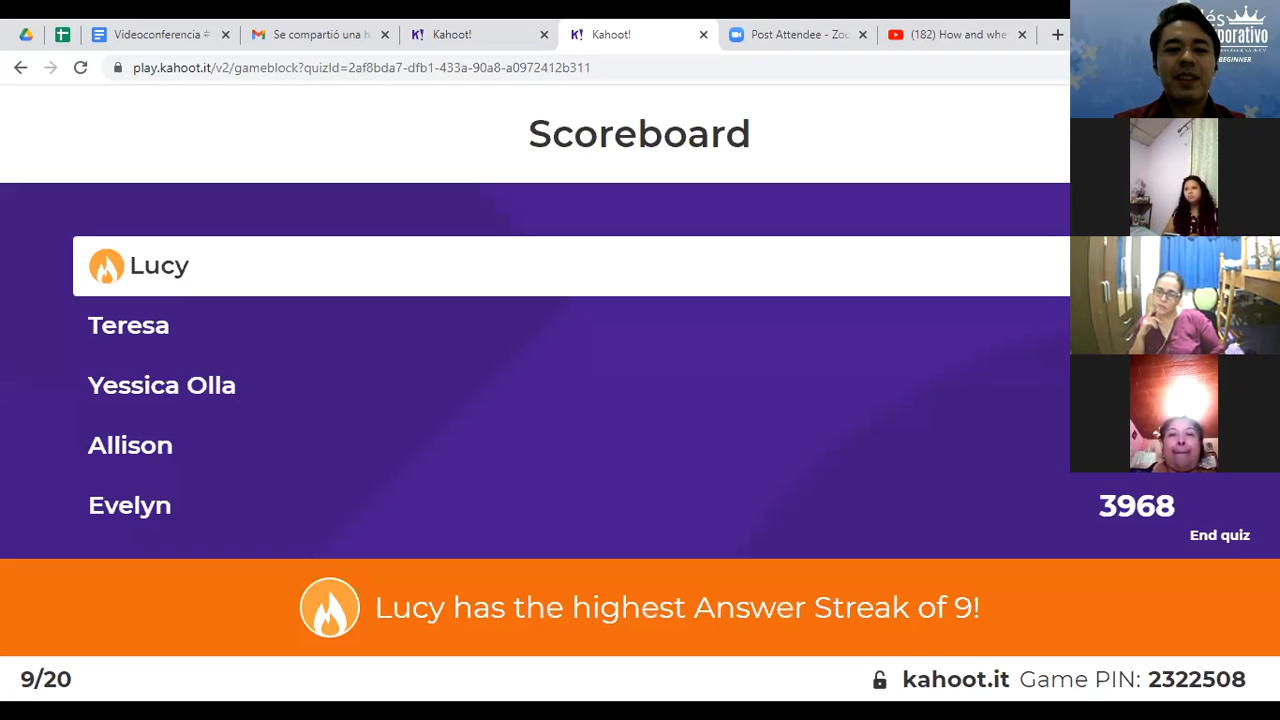 Videoconferencia
Se compartió una h
Kahoot!
Kahoot!
Post Attendee - Zoo
(182) How and whe
play.kahoot.it/v2/gameblock?quizId=2af8bda7-dfb1-433a-90a8-a0572412b311
BEGINNER
Scoreboard
Lucy
Teresa
Yessica Olla
Allison
Evelyn
3968
End quiz
Lucy has the highest Answer Streak of 9!
9/20
kahoot.it Game PIN: 2322508